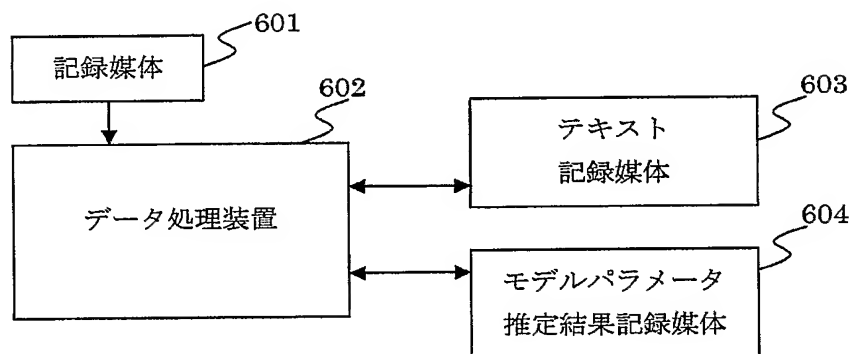 601
記録媒体
602
データ処理装置
603
テキスト
記録媒体
604
モデルパラメータ
推定結果記録媒体